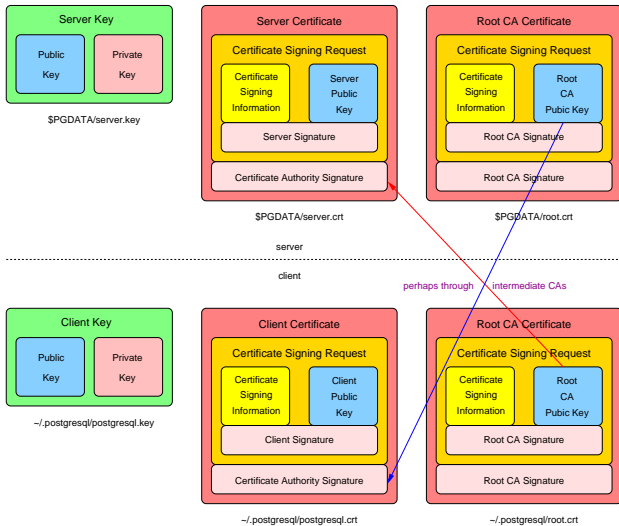 Server Key
Public
Key
Private
Key
$PGDATA/server.key
Server Certificate
Certificate Signing Request
Certificate
Signing
Information
Server
Public
Key
Server Signature
Certificate Authority Signature
$PGDATA/server.crt
Root CA Certificate
Certificate Signing Request
Certificate
Signing
Information
Root
CA
Pubic Key
Root CA Signature
Root CA Signature
$PGDATA/root.crt
server
client
perhaps through intermediate CAs
Client Key
Public
Key
Private
Key
~/.postgresql/postgresql.key
Client Certificate
Certificate Signing Request
Certificate
Signing
Information
Client
Public
Key
Client Signature
Certificate Authority Signature
~/.postgresql/postgresql.crt
Root CA Certificate
Certificate Signing Request
Certificate
Signing
Information
Root
CA
Pubic Key
Root CA Signature
Root CA Signature
~/.postgresql/root.crt